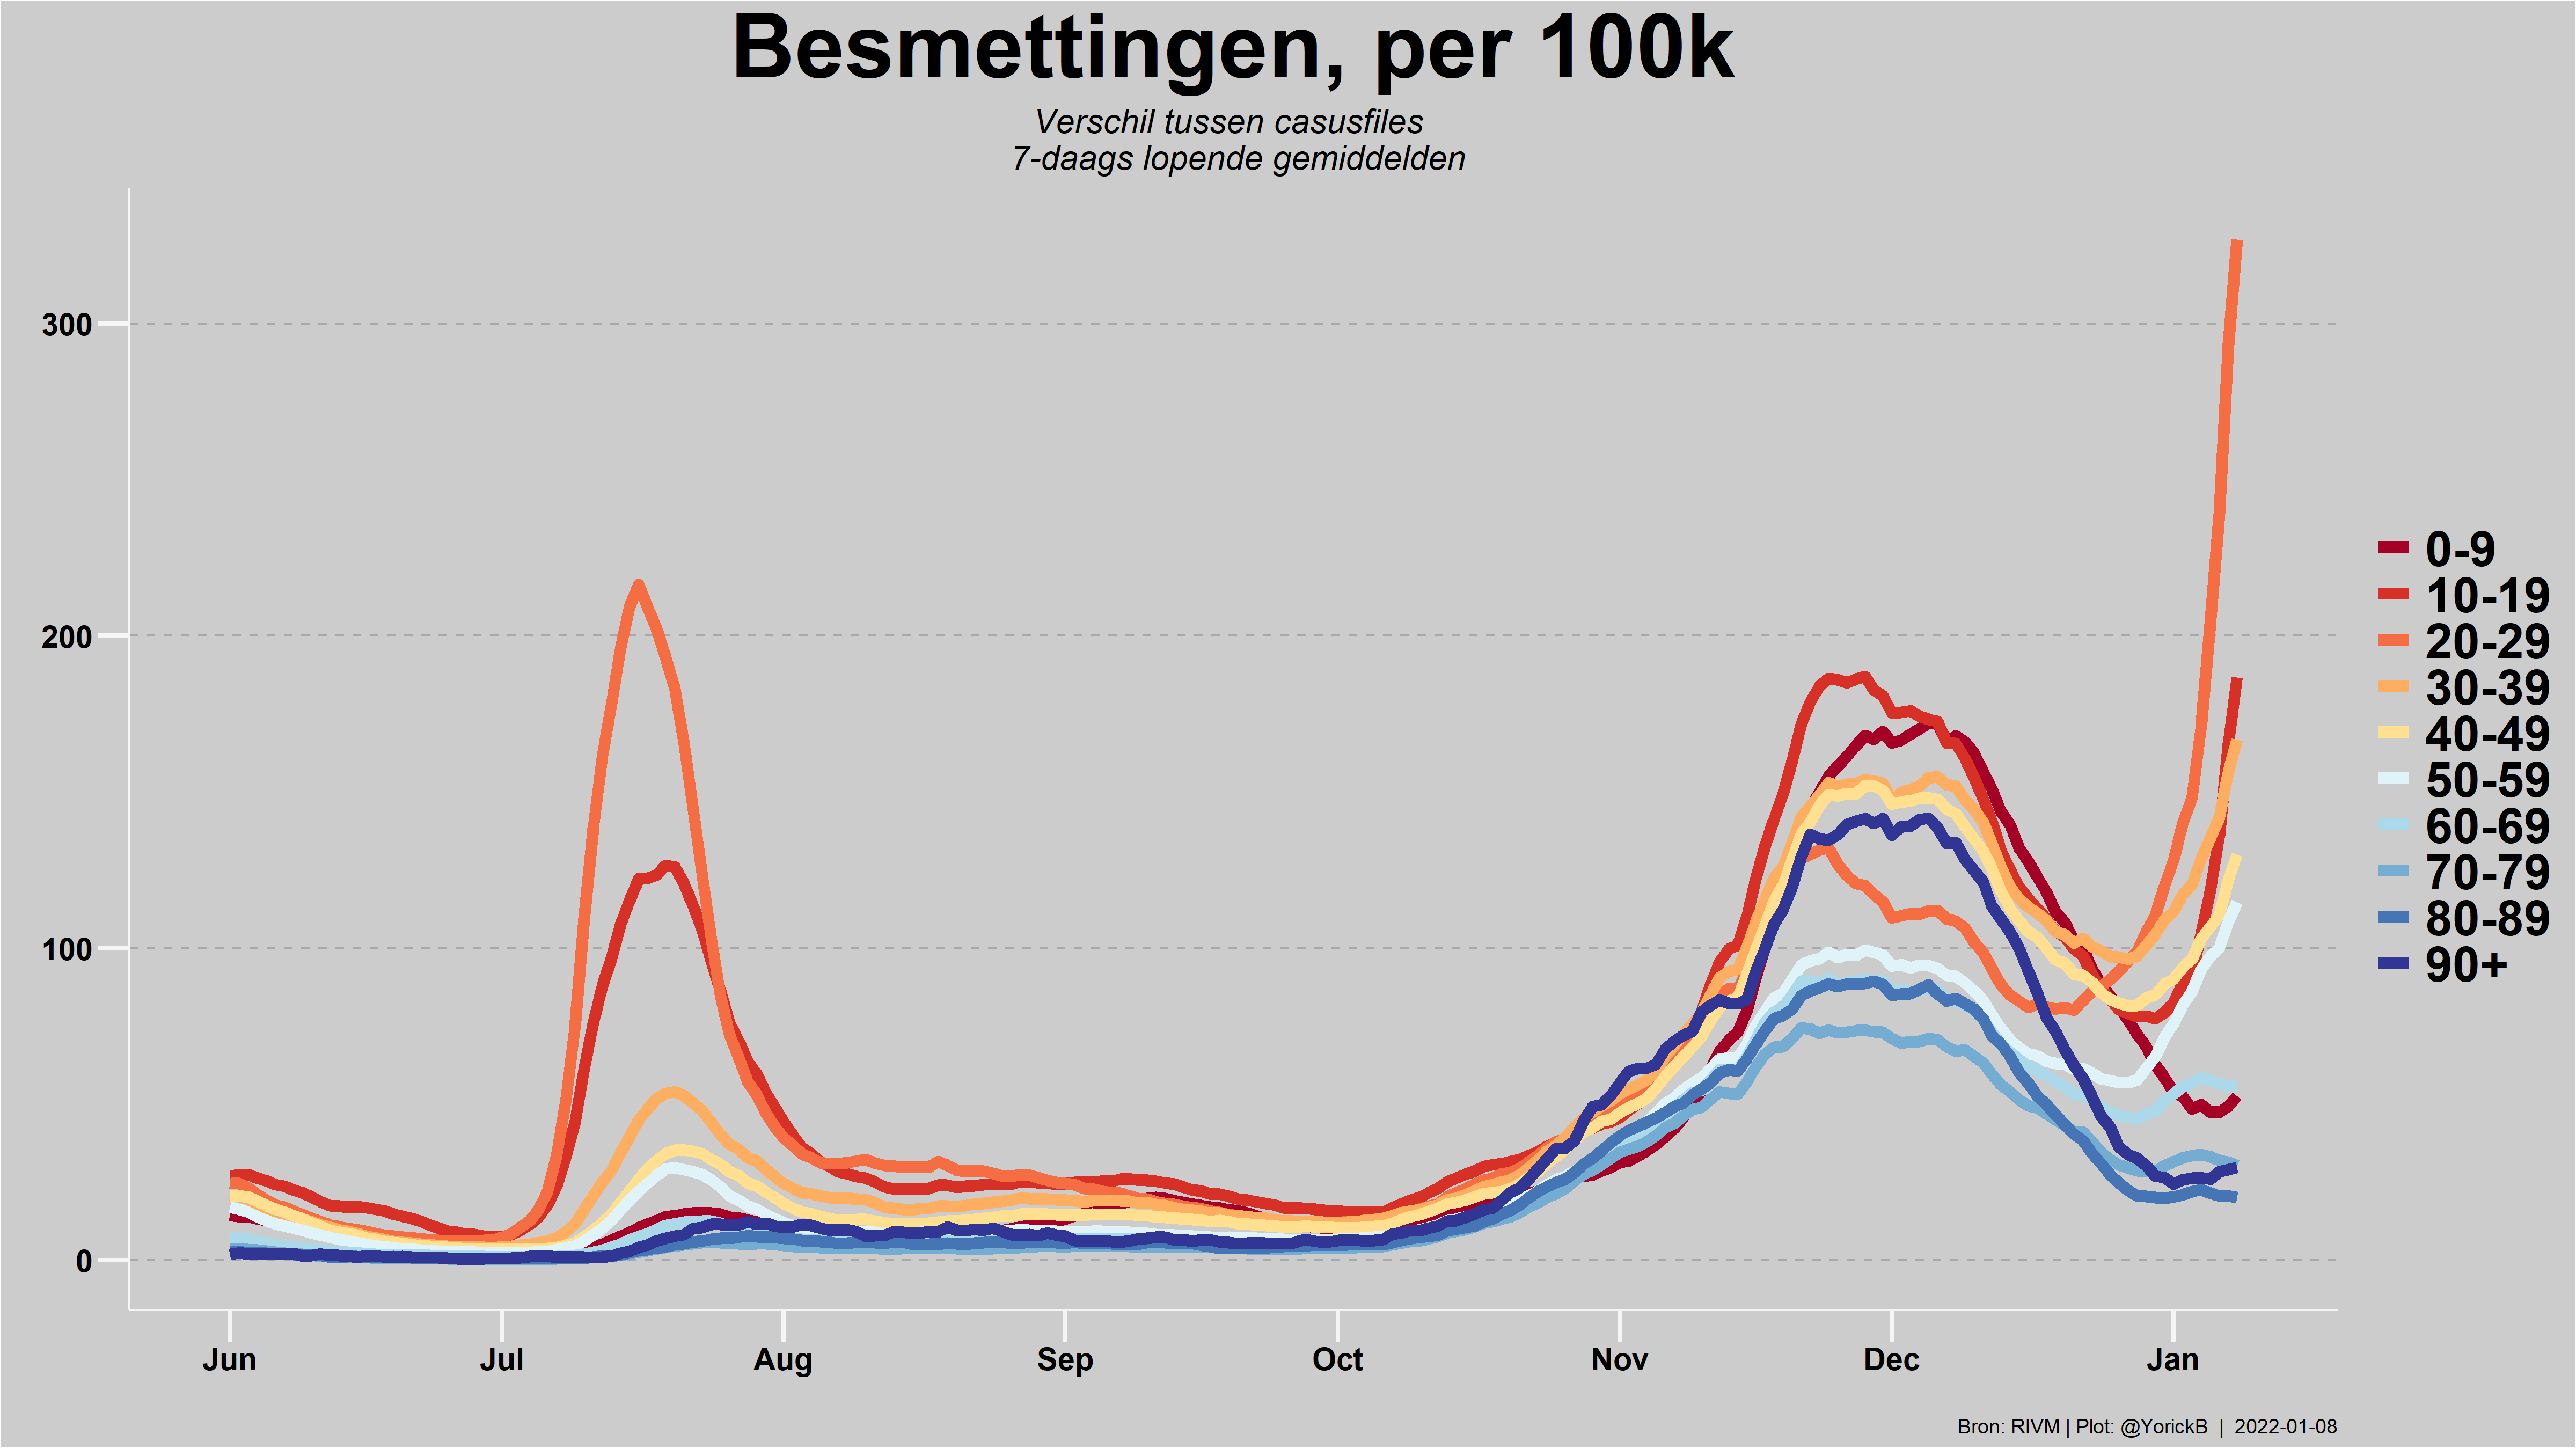 Besmettingen, per 100k
Verschil tussen casusfiles
7-daags lopende gemiddelden
300
200
100
0
Jun Jul Aug Sep Oct Nov Dec Jan
0-9
10-19
20-29
30-39
40-49
50-59
60-69
70-79
80-89
90+
Bron: RIVM | Plot: @YorickB | 2022-01-08